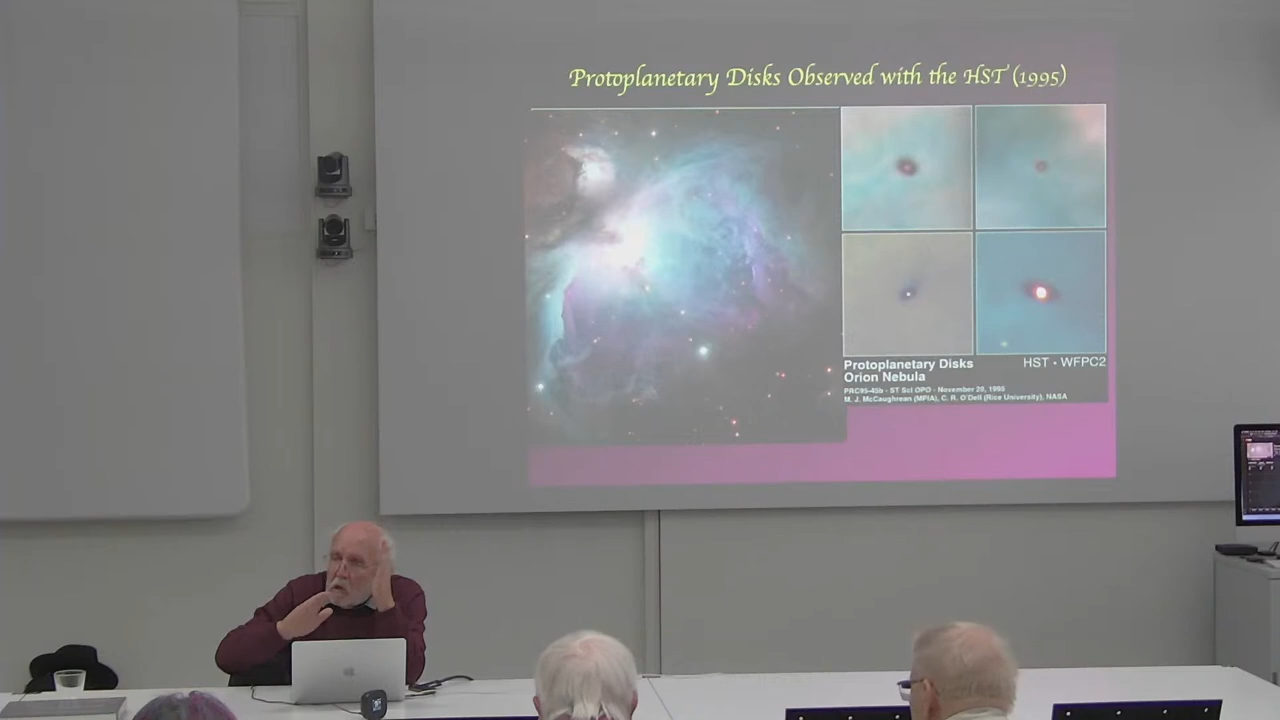 Protoplanetary Disks Observed with the HST (1995)
Protoplanetary Disks
Orion Nebula
HST · WFPC2
PRC95-45b · ST ScI OPO · November 20, 1995
M. J. McCaughrean (MPIA), C. R. O'Dell (Rice University), NASA